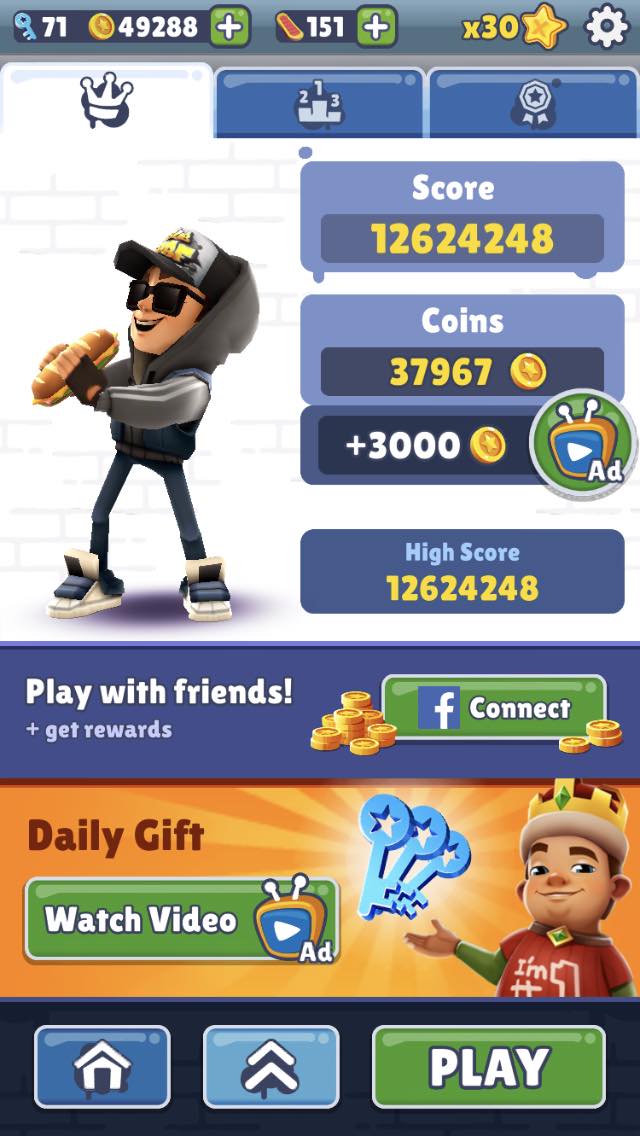 71 49288 151 x30
2 1 3
Score
12624248
Coins
37967
+3000
Ad
High Score
12624248
Play with friends!
+ get rewards
f Connect
Daily Gift
Watch Video
Ad
I'm
#1
PLAY